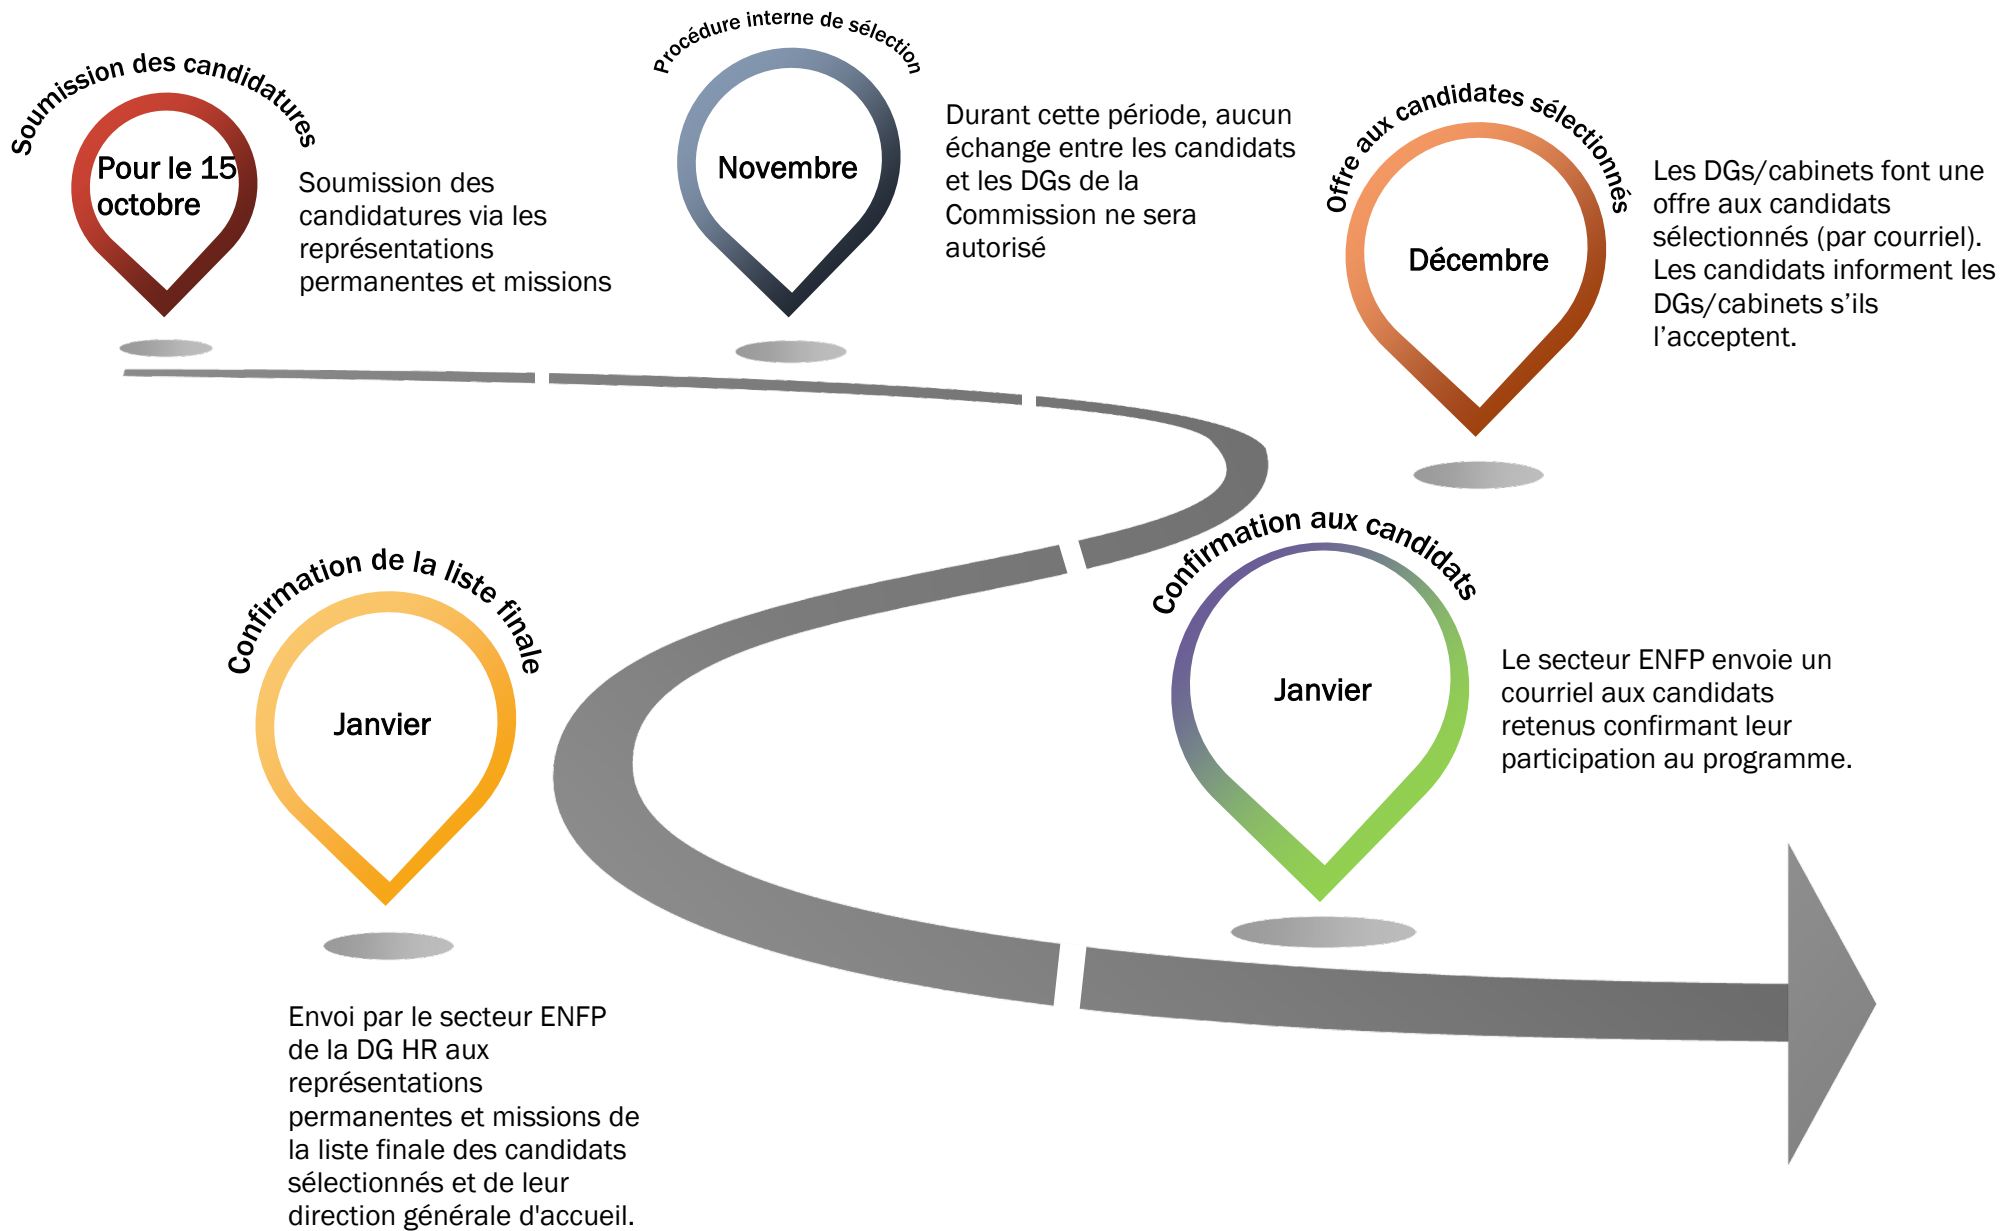 Soumission des candidatures
Pour le 15
octobre
Soumission des
candidatures via les
représentations
permanentes et missions
Procédure interne de sélection
Novembre
Durant cette période, aucun
échange entre les candidats
et les DGs de la
Commission ne sera
autorisé
Offre aux candidates sélectionnés
Décembre
Les DGs/cabinets font une
offre aux candidats
sélectionnés (par courriel).
Les candidats informent les
DGs/cabinets s’ils
l’acceptent.
Confirmation de la liste finale
Janvier
Envoi par le secteur ENFP
de la DG HR aux
représentations
permanentes et missions de
la liste finale des candidats
sélectionnés et de leur
direction générale d'accueil.
Confirmation aux candidats
Janvier
Le secteur ENFP envoie un
courriel aux candidats
retenus confirmant leur
participation au programme.